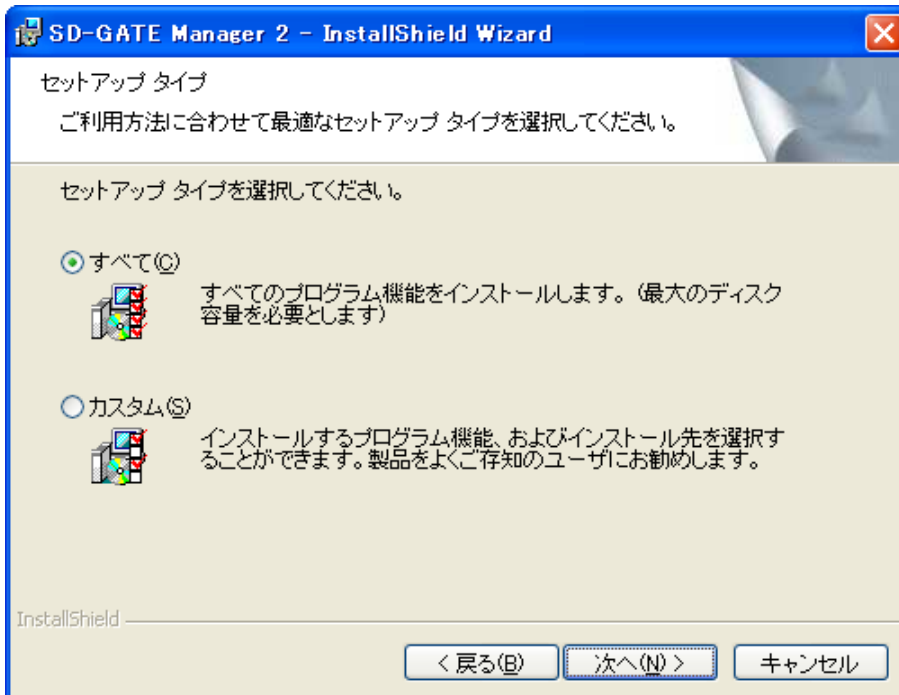 SD-GATE Manager 2 - InstallShield Wizard
セットアップ タイプ
ご利用方法に合わせて最適なセットアップ タイプを選択してください。
セットアップ タイプを選択してください。
すべて(C)
すべてのプログラム機能をインストールします。(最大のディスク
容量を必要とします)
カスタム(S)
インストールするプログラム機能、およびインストール先を選択す
ることができます。製品をよくご存知のユーザにお勧めします。
InstallShield
< 戻る(B)
次へ(N) >
キャンセル